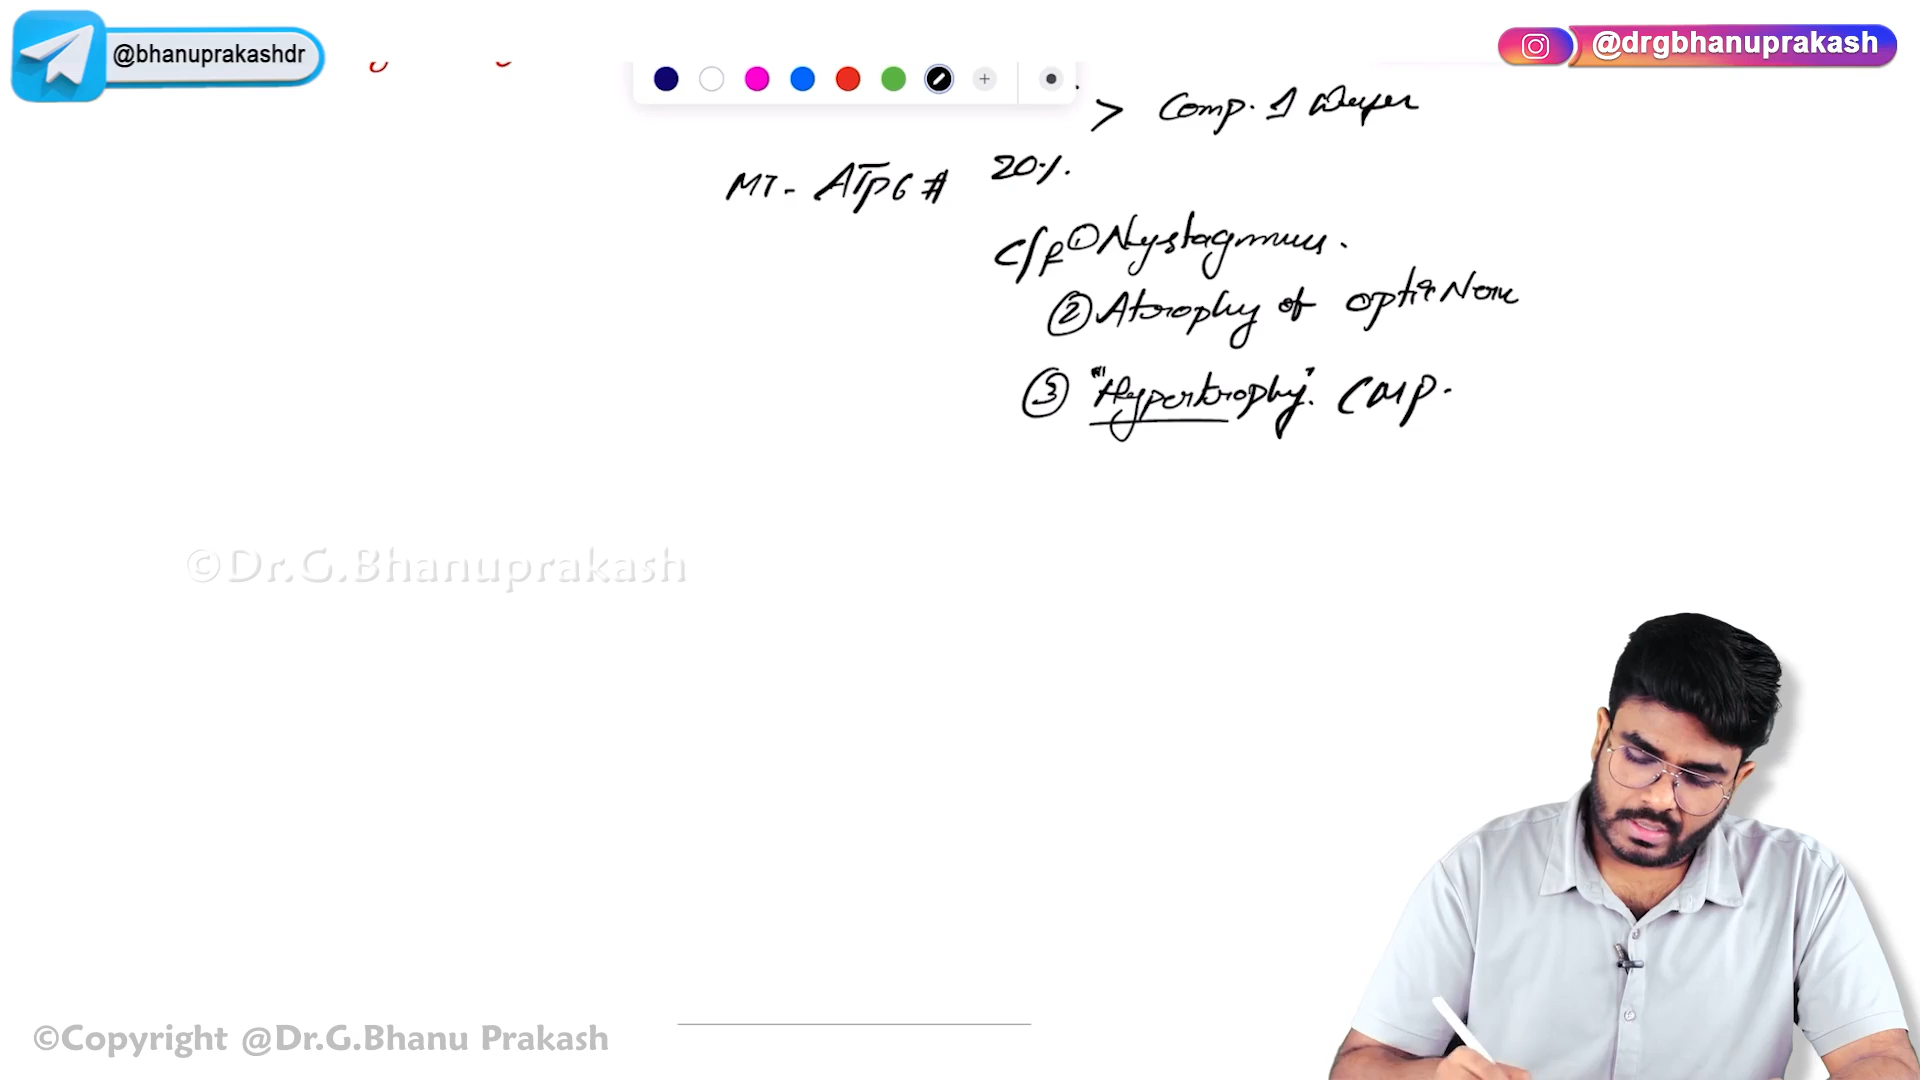 @bhanuprakashdr
@drgbhanuprakash
> Comp. 1
20%.
MT - ATP6 #
C/F ① Nystagmus.
② Atrophy of optic Nerve
③ "Hypertrophy". CMP.
©Dr.G.Bhanuprakash
©Copyright @Dr.G.Bhanu Prakash